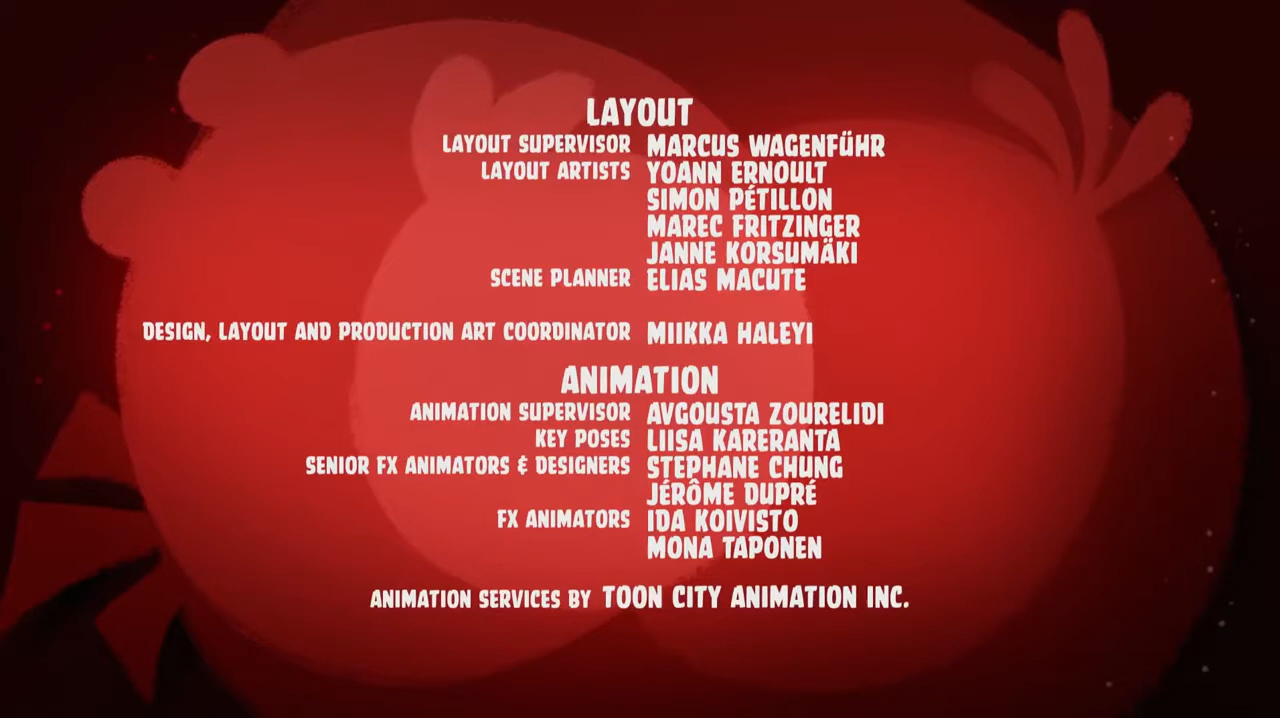 LAYOUT
LAYOUT SUPERVISOR MARCUS WAGENFÜHR
LAYOUT ARTISTS YOANN ERNOULT
SIMON PÉTILLON
MAREC FRITZINGER
JANNE KORSUMÄKI
SCENE PLANNER ELIAS MACUTE
DESIGN, LAYOUT AND PRODUCTION ART COORDINATOR MIIKKA HALEYI
ANIMATION
ANIMATION SUPERVISOR AVGOUSTA ZOURELIDI
KEY POSES LIISA KARERANTA
SENIOR FX ANIMATORS & DESIGNERS STEPHANE CHUNG
JÉRÔME DUPRÉ
FX ANIMATORS IDA KOIVISTO
MONA TAPONEN
ANIMATION SERVICES BY TOON CITY ANIMATION INC.